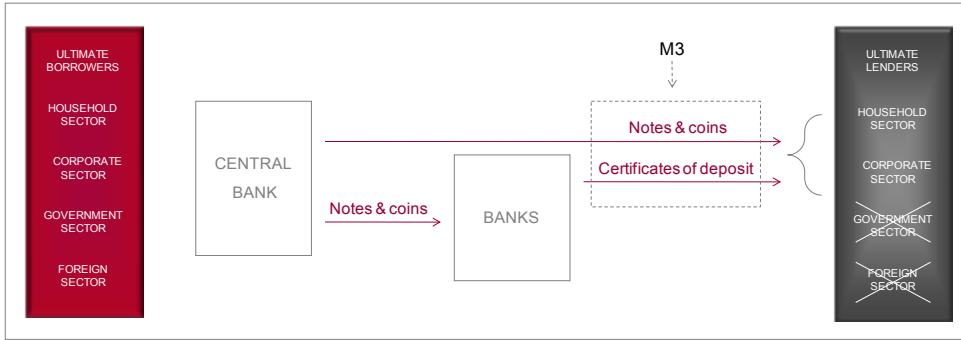 ULTIMATE
BORROWERS
HOUSEHOLD
SECTOR
CORPORATE
SECTOR
GOVERNMENT
SECTOR
FOREIGN
SECTOR
CENTRAL
BANK
Notes & coins
BANKS
M3
Notes & coins
Certificates of deposit
ULTIMATE
LENDERS
HOUSEHOLD
SECTOR
CORPORATE
SECTOR
GOVERNMENT
SECTOR
FOREIGN
SECTOR